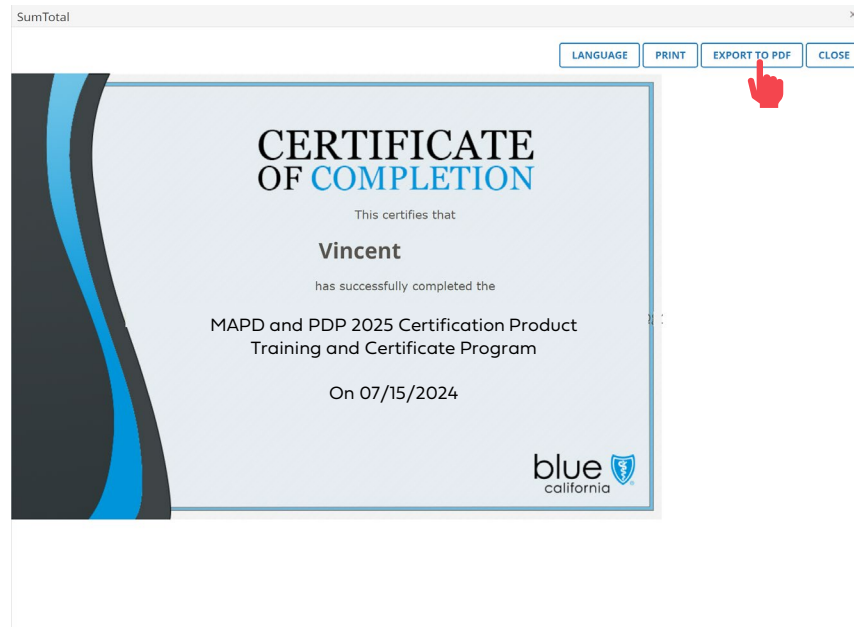 SumTotal
LANGUAGE PRINT EXPORT TO PDF CLOSE
CERTIFICATE
OF COMPLETION
This certifies that
Vincent
has successfully completed the
MAPD and PDP 2025 Certification Product
Training and Certificate Program
On 07/15/2024
blue
california